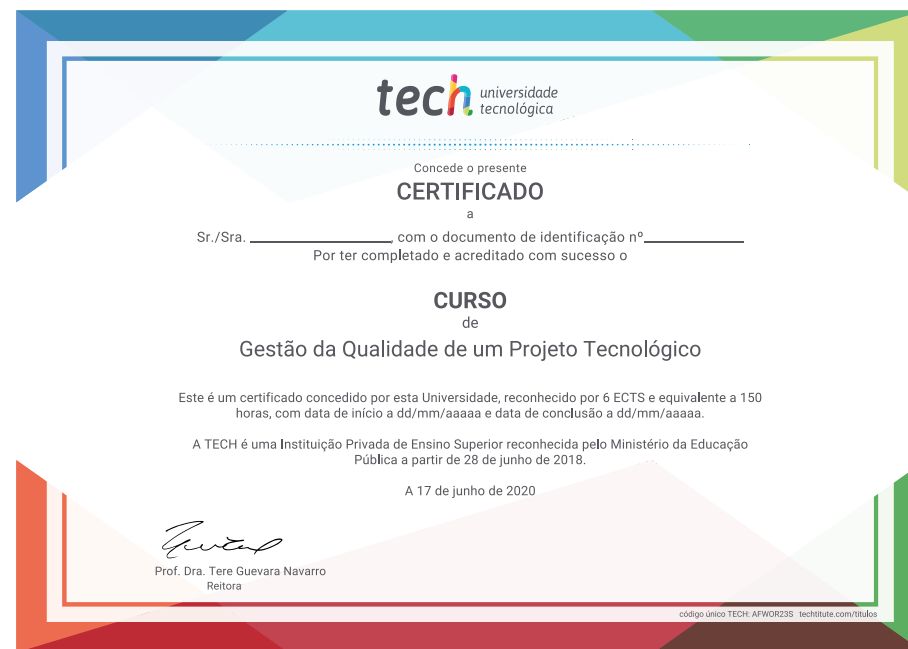 tech universidade
tecnológica
Concede o presente
CERTIFICADO
a
Sr./Sra. ____________________, com o documento de identificação nº______________
Por ter completado e acreditado com sucesso o
CURSO
de
Gestão da Qualidade de um Projeto Tecnológico
Este é um certificado concedido por esta Universidade, reconhecido por 6 ECTS e equivalente a 150
horas, com data de início a dd/mm/aaaaa e data de conclusão a dd/mm/aaaaa.
A TECH é uma Instituição Privada de Ensino Superior reconhecida pelo Ministério da Educação
Pública a partir de 28 de junho de 2018.
A 17 de junho de 2020
Prof. Dra. Tere Guevara Navarro
Reitora
código único TECH: AFWOR23S techtitute.com/titulos